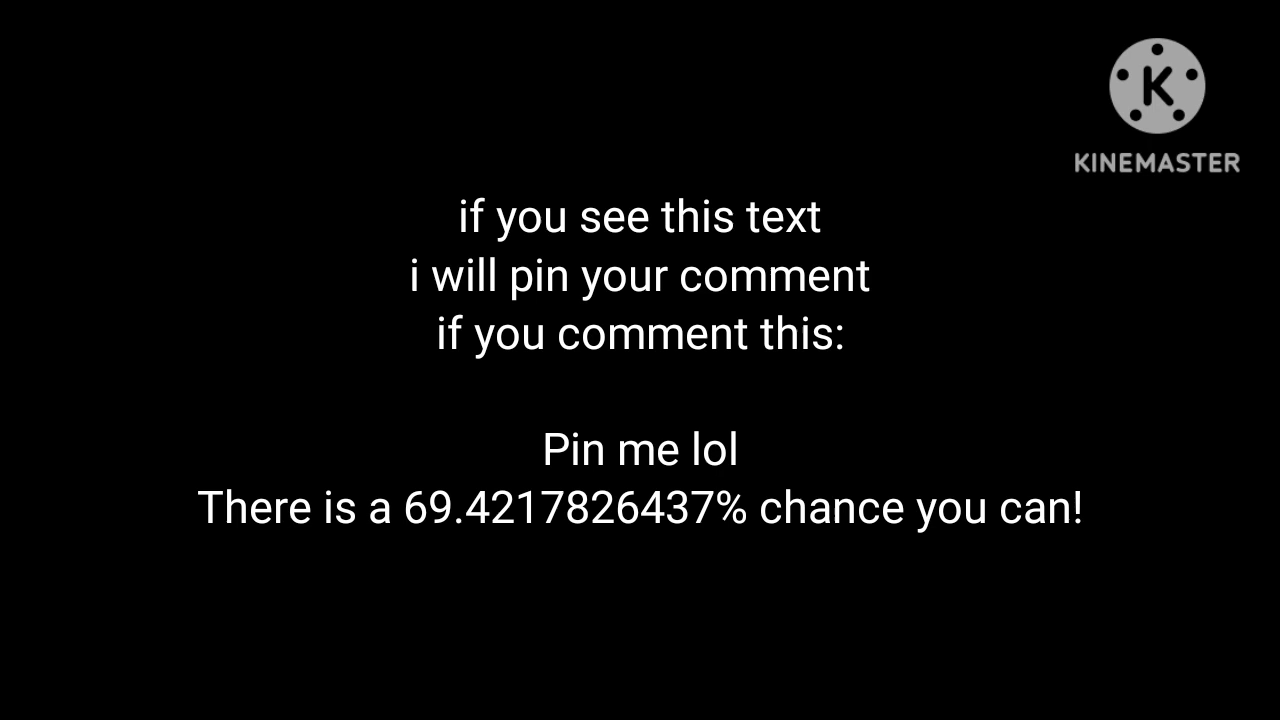 K
KINEMASTER
if you see this text
i will pin your comment
if you comment this:
Pin me lol
There is a 69.4217826437% chance you can!